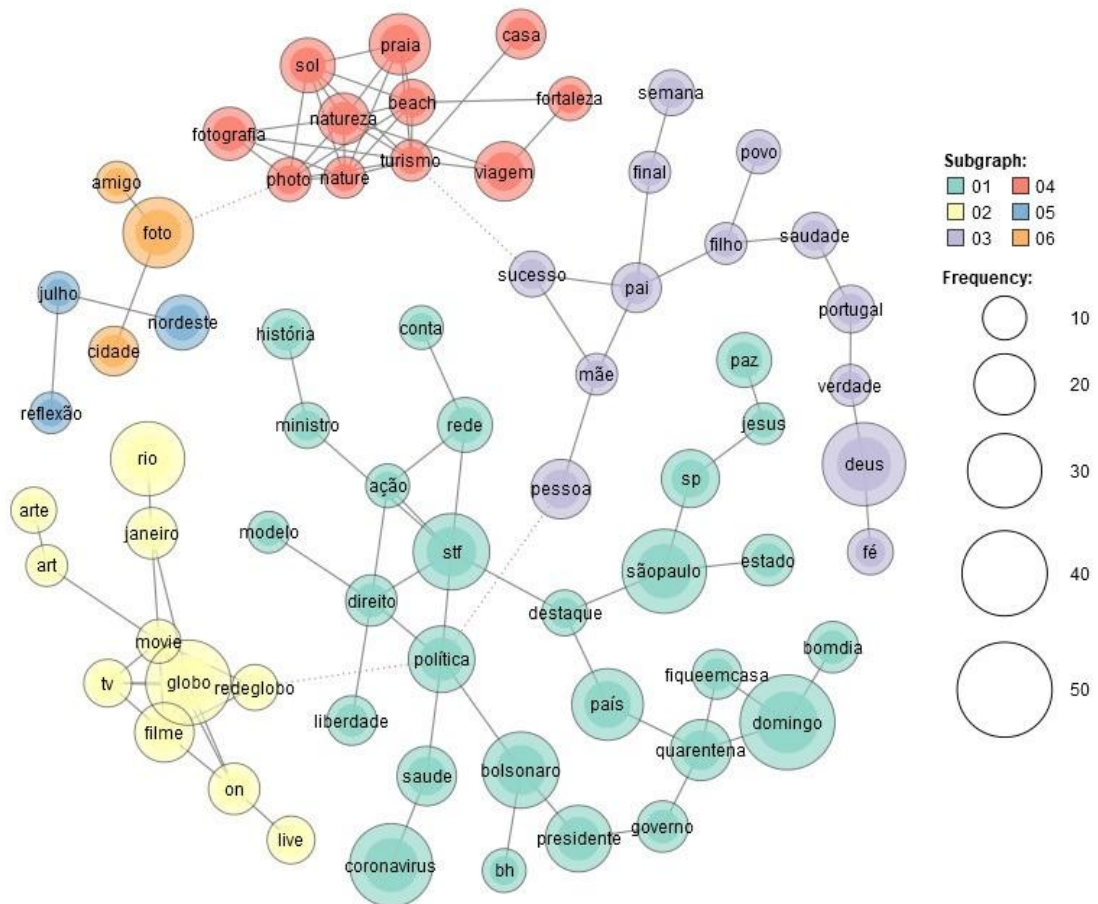 casa
praia
sol
semana
beach
fortaleza
natureza
fotografia
povo
turismo
final
viagem
photo
nature
amigo
foto
filho
saudade
sucesso
pai
julho
portugal
nordeste
conta
história
cidade
paz
mãe
verdade
reflexão
jesus
ministro
rede
rio
deus
sp
ação
pessoa
arte
janeiro
modelo
stf
fé
estado
art
sãopaulo
direito
destaque
movie
bomdia
política
fiqueemcasa
tv
globo
redeglobo
país
liberdade
domingo
filme
quarentena
saude
bolsonaro
on
governo
presidente
live
coronavirus
bh
Subgraph:
01 04
02 05
03 06
Frequency:
10
20
30
40
50